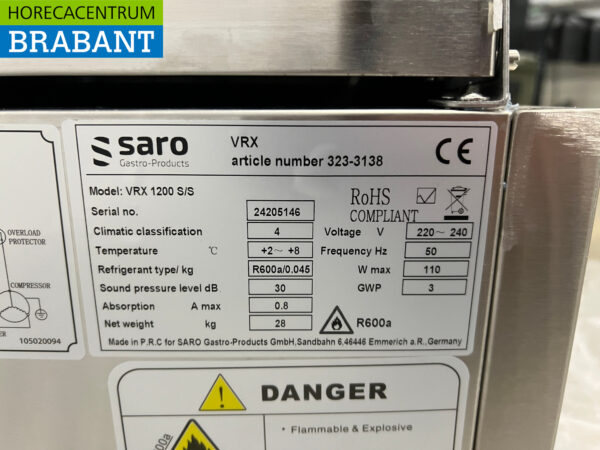 HORECACENTRUM
BRABANT
saro
Gastro-Products
VRX
article number 323-3138
CE
Model: VRX 1200 S/S
RoHS
COMPLIANT
Serial no. 24205146
Climatic classification 4 Voltage V 220~ 240
Temperature ℃ +2~ +8 Frequency Hz 50
Refrigerant type/ kg R600a/0.045 W max 110
Sound pressure level dB 30 GWP 3
Absorption A max 0.8
Net weight kg 28
R600a
Made in P.R.C for SARO Gastro-Products GmbH,Sandbahn 6,46446 Emmerich a.R.,Germany
OVERLOAD
PROTECTOR
COMPRESSOR
105020094
DANGER
• Flammable & Explosive